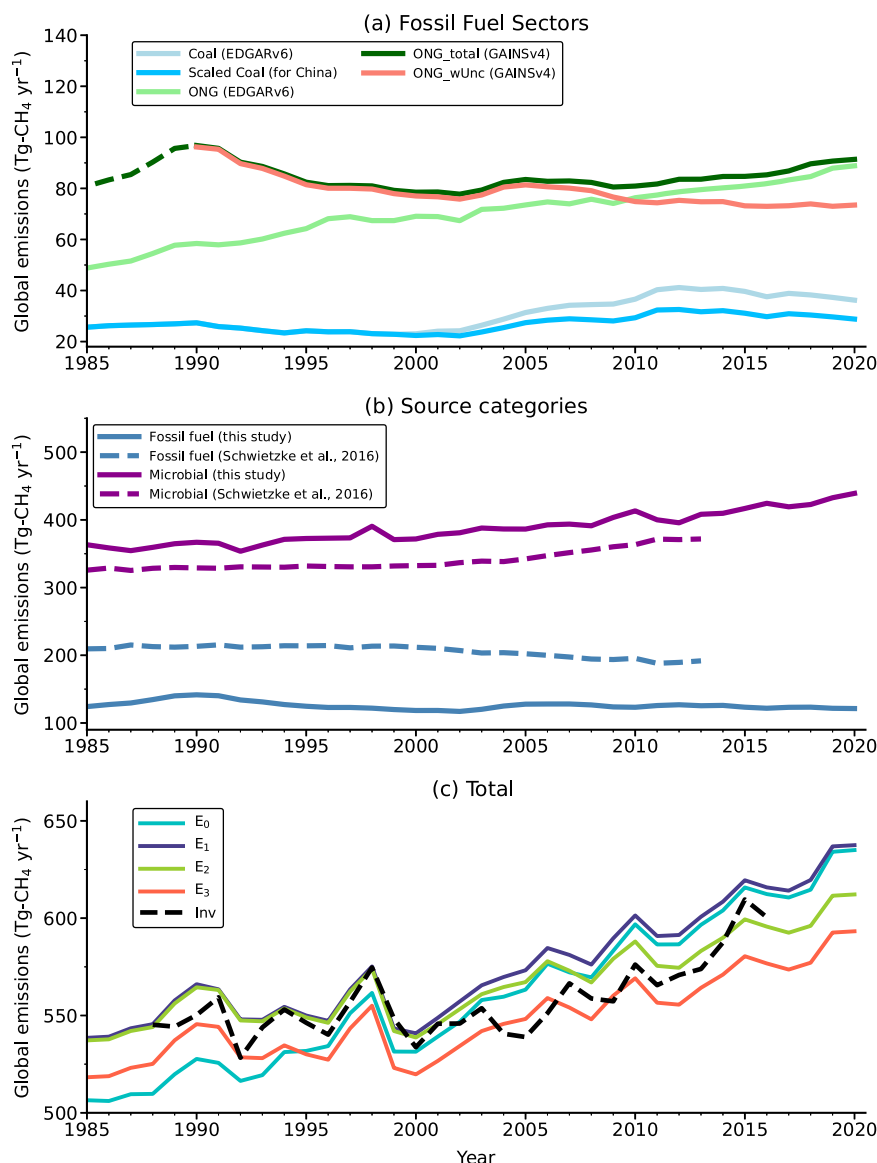 (a) Fossil Fuel Sectors
Global emissions (Tg-CH₄ yr⁻¹)
140
120
100
80
60
40
20
Coal (EDGARv6)
Scaled Coal (for China)
ONG (EDGARv6)
ONG_total (GAINSv4)
ONG_wUnc (GAINSv4)
1985
1990
1995
2000
2005
2010
2015
2020
(b) Source categories
Global emissions (Tg-CH₄ yr⁻¹)
500
400
300
200
100
Fossil fuel (this study)
Fossil fuel (Schwietzke et al., 2016)
Microbial (this study)
Microbial (Schwietzke et al., 2016)
1985
1990
1995
2000
2005
2010
2015
2020
(c) Total
Global emissions (Tg-CH₄ yr⁻¹)
650
600
550
500
E₀
E₁
E₂
E₃
Inv
1985
1990
1995
2000
2005
2010
2015
2020
Year